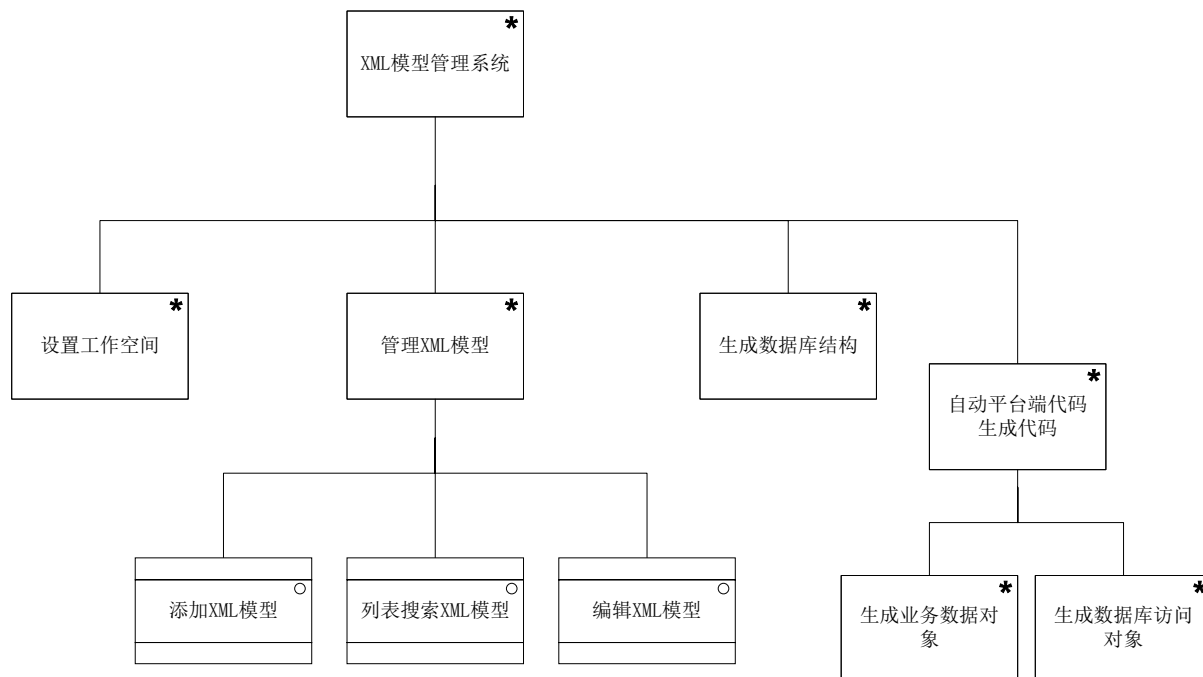 XML模型管理系统
设置工作空间
管理XML模型
生成数据库结构
自动平台端代码
生成代码
添加XML模型
列表搜索XML模型
编辑XML模型
生成业务数据对
象
生成数据库访问
对象